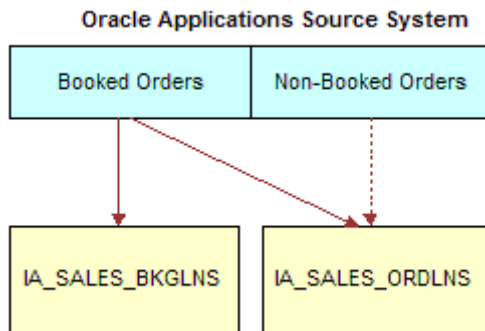 Oracle Applications Source System
Booked Orders
Non-Booked Orders
IA_SALES_BKGLNS
IA_SALES_ORDLNS